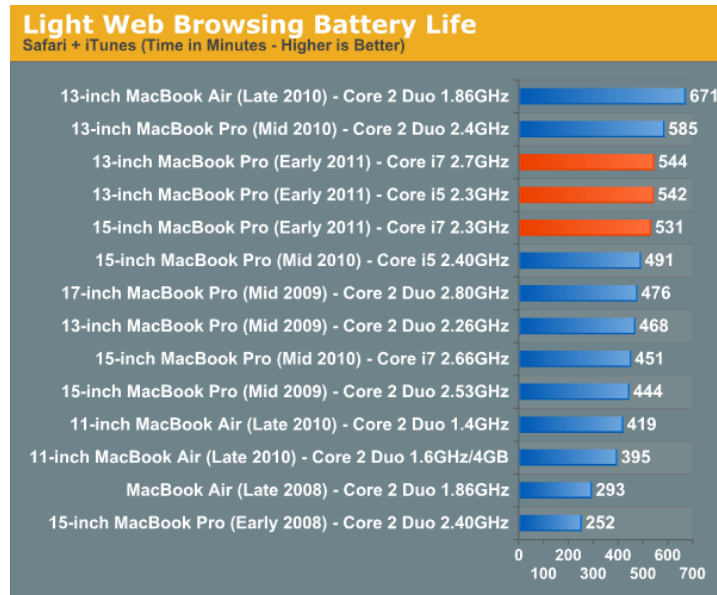 Light Web Browsing Battery Life
Safari + iTunes (Time in Minutes - Higher is Better)
13-inch MacBook Air (Late 2010) - Core 2 Duo 1.86GHz 671
13-inch MacBook Pro (Mid 2010) - Core 2 Duo 2.4GHz 585
13-inch MacBook Pro (Early 2011) - Core i7 2.7GHz 544
13-inch MacBook Pro (Early 2011) - Core i5 2.3GHz 542
15-inch MacBook Pro (Early 2011) - Core i7 2.3GHz 531
15-inch MacBook Pro (Mid 2010) - Core i5 2.40GHz 491
17-inch MacBook Pro (Mid 2009) - Core 2 Duo 2.80GHz 476
13-inch MacBook Pro (Mid 2009) - Core 2 Duo 2.26GHz 468
15-inch MacBook Pro (Mid 2010) - Core i7 2.66GHz 451
15-inch MacBook Pro (Mid 2009) - Core 2 Duo 2.53GHz 444
11-inch MacBook Air (Late 2010) - Core 2 Duo 1.4GHz 419
11-inch MacBook Air (Late 2010) - Core 2 Duo 1.6GHz/4GB 395
MacBook Air (Late 2008) - Core 2 Duo 1.86GHz 293
15-inch MacBook Pro (Early 2008) - Core 2 Duo 2.40GHz 252
0 200 400 600
100 300 500 700